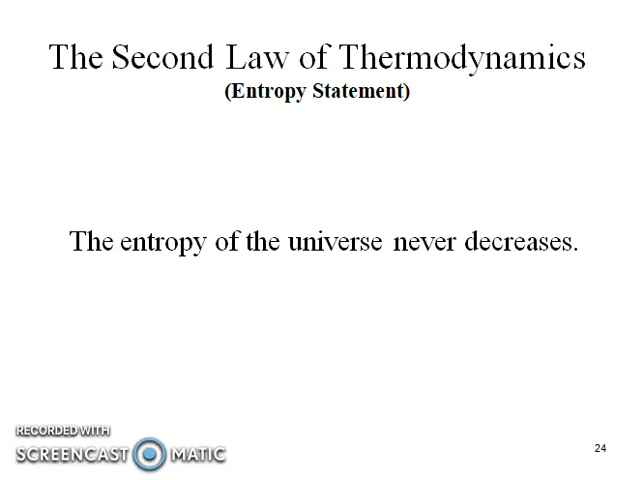 The Second Law of Thermodynamics
(Entropy Statement)
The entropy of the universe never decreases.
RECORDED WITH
SCREENCAST MATIC
24